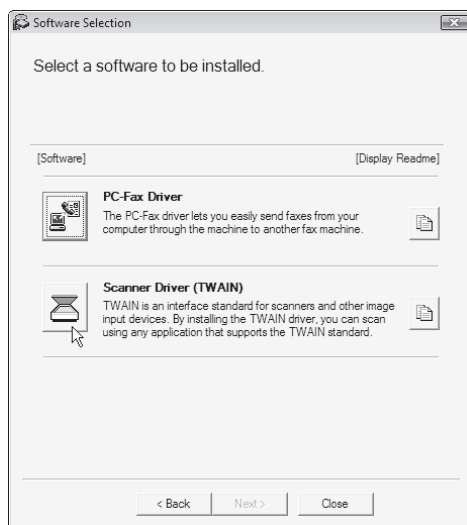 Software Selection
Select a software to be installed.
[Software] [Display Readme]
PC-Fax Driver
The PC-Fax driver lets you easily send faxes from your
computer through the machine to another fax machine.
Scanner Driver (TWAIN)
TWAIN is an interface standard for scanners and other image
input devices. By installing the TWAIN driver, you can scan
using any application that supports the TWAIN standard.
< Back Next > Close